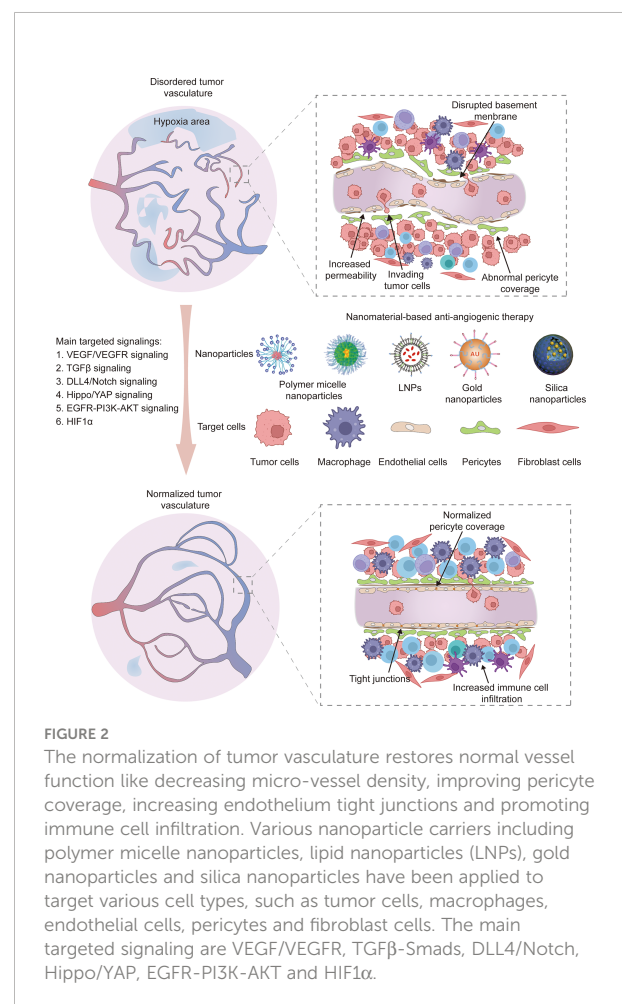 Disordered tumor
vasculature
Hypoxia area
Disrupted basement
menbrane
Increased
permeability
Invading
tumor cells
Abnormal pericyte
coverage
Main targeted signalings:
1. VEGF/VEGFR signaling
2. TGFβ signaling
3. DLL4/Notch signaling
4. Hippo/YAP signaling
5. EGFR-PI3K-AKT signaling
6. HIF1α
Nanomaterial-based anti-angiogenic therapy
Nanoparticles
AU
Polymer micelle
nanoparticles
LNPs
Gold
nanoparticles
Silica
nanoparticles
Target cells
Tumor cells
Macrophage
Endothelial cells
Pericytes
Fibroblast cells
Normalized tumor
vasculature
Normalized
pericyte coverage
Tight junctions
Increased immune cell
infiltration
FIGURE 2
The normalization of tumor vasculature restores normal vessel
function like decreasing micro-vessel density, improving pericyte
coverage, increasing endothelium tight junctions and promoting
immune cell infiltration. Various nanoparticle carriers including
polymer micelle nanoparticles, lipid nanoparticles (LNPs), gold
nanoparticles and silica nanoparticles have been applied to
target various cell types, such as tumor cells, macrophages,
endothelial cells, pericytes and fibroblast cells. The main
targeted signaling are VEGF/VEGFR, TGFβ-Smads, DLL4/Notch,
Hippo/YAP, EGFR-PI3K-AKT and HIF1α.